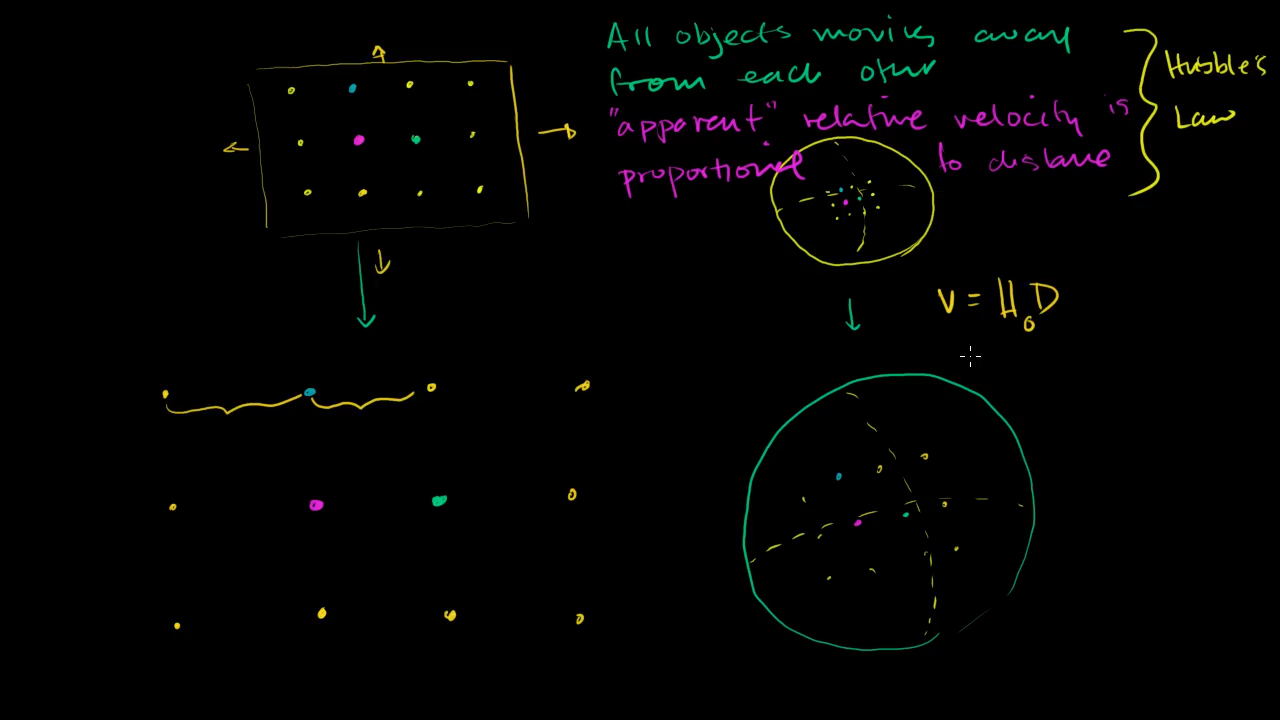 All objects moving away
from each other
"apparent" relative velocity is
proportional to distance
Hubble's
Law
v = H₀D